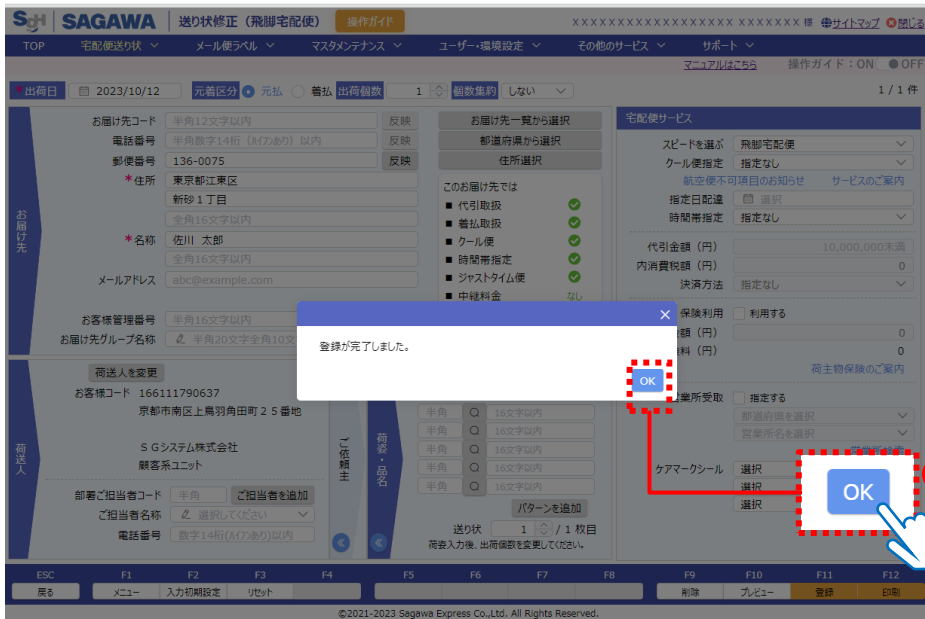 SGH SAGAWA 送り状修正（飛脚宅配便） 操作ガイド XXXXXXXXXXXXXXXXXXX XXXXXXX 様 サイトマップ 閉じる
TOP 宅配便送り状 メール便ラベル マスタメンテナンス ユーザー・環境設定 その他のサービス サポート
マニュアルはこちら 操作ガイド：ON OFF
*出荷日 2023/10/12 元着区分 元払 着払 出荷個数 1 個数集約 しない 1 / 1 件
お届け先
お届け先コード 半角12文字以内 反映
電話番号 半角数字14桁（ﾊｲﾌﾝあり）以内 反映
郵便番号 136-0075 反映
*住所 東京都江東区
新砂１丁目
全角16文字以内
*名称 佐川　太郎
全角16文字以内
メールアドレス abc@example.com
お客様管理番号 半角16文字以内
お届け先グループ名称 半角20文字全角10文
お届け先一覧から選択
都道府県から選択
住所選択
このお届け先では
■ 代引取扱
■ 着払取扱
■ クール便
■ 時間帯指定
■ ジャストタイム便
■ 中継料金 なし
宅配便サービス
スピードを選ぶ 飛脚宅配便
クール便指定 指定なし
航空便不可項目のお知らせ サービスのご案内
指定日配達 選択
時間帯指定 指定なし
代引金額（円） 10,000,000未満
内消費税額（円） 0
決済方法 指定なし
保険利用 利用する
額（円） 0
料（円） 0
荷主物保険のご案内
業所受取 指定する
都道府県を選択
営業所名を選択
ケアマークシール 選択
選択
選択
登録が完了しました。
OK
OK
荷送人
荷送人を変更
お客様コード 166111790637
京都市南区上鳥羽角田町２５番地
ＳＧシステム株式会社
顧客系ユニット
部署ご担当者コード 半角 ご担当者を追加
ご担当者名称 選択してください
電話番号 数字14桁(ﾊｲﾌﾝあり)以内
ご依頼主
荷姿・品名
半角 16文字以内
半角 16文字以内
半角 16文字以内
半角 16文字以内
半角 16文字以内
パターンを追加
送り状 1 / 1 枚目
荷姿入力後、出荷個数を変更してください。
ESC F1 F2 F3 F4 F5 F6 F7 F8 F9 F10 F11 F12
戻る メニュー 入力初期設定 リセット 削除 プレビュー 登録 印刷
©2021-2023 Sagawa Express Co.,Ltd. All Rights Reserved.